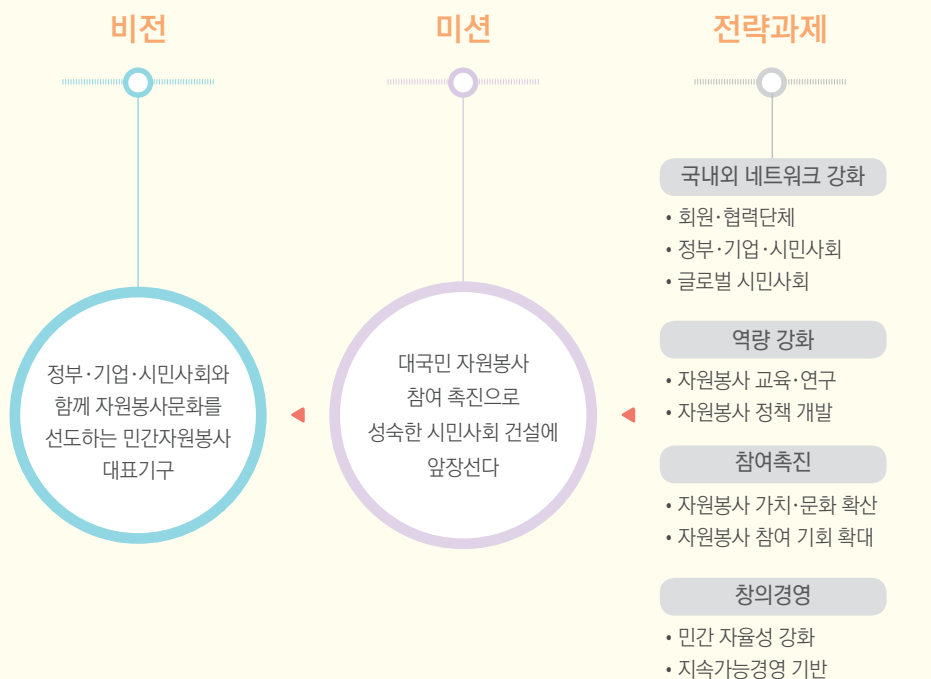 비전
정부·기업·시민사회와
함께 자원봉사문화를
선도하는 민간자원봉사
대표기구
미션
대국민 자원봉사
참여 촉진으로
성숙한 시민사회 건설에
앞장선다
전략과제
국내외 네트워크 강화
• 회원·협력단체
• 정부·기업·시민사회
• 글로벌 시민사회
역량 강화
• 자원봉사 교육·연구
• 자원봉사 정책 개발
참여촉진
• 자원봉사 가치·문화 확산
• 자원봉사 참여 기회 확대
창의경영
• 민간 자율성 강화
• 지속가능경영 기반